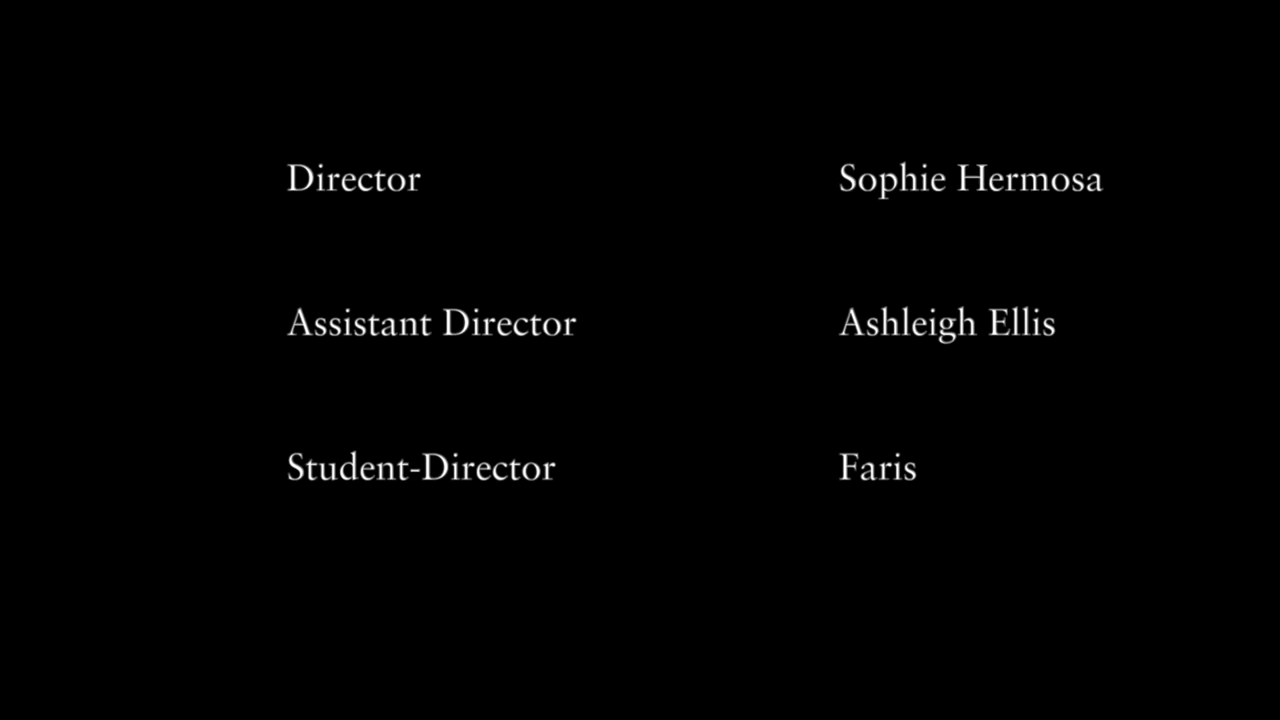 Director Sophie Hermosa
Assistant Director Ashleigh Ellis
Student-Director Faris